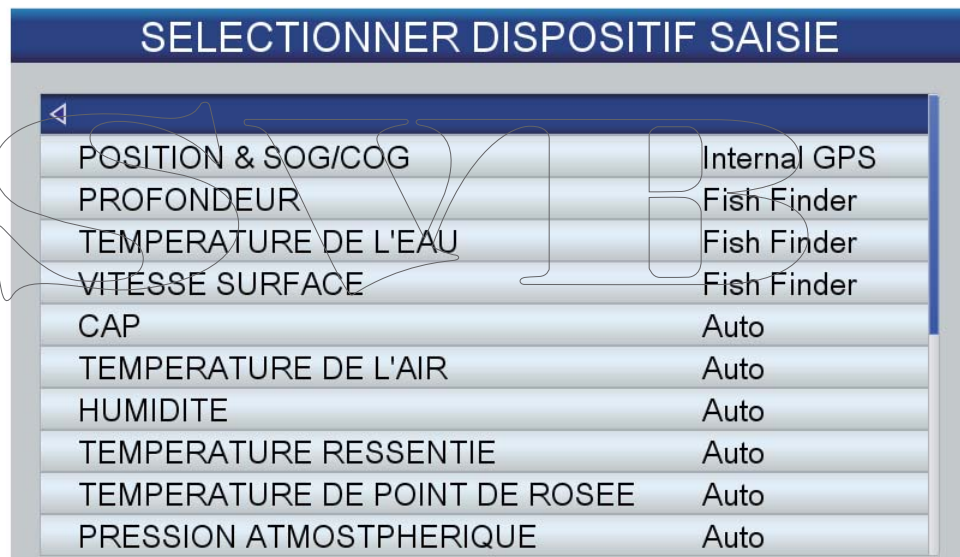 SELECTIONNER DISPOSITIF SAISIE
POSITION & SOG/COG Internal GPS
PROFONDEUR Fish Finder
TEMPERATURE DE L'EAU Fish Finder
VITESSE SURFACE Fish Finder
CAP Auto
TEMPERATURE DE L'AIR Auto
HUMIDITE Auto
TEMPERATURE RESSENTIE Auto
TEMPERATURE DE POINT DE ROSEE Auto
PRESSION ATMOSTPHERIQUE Auto
SVB